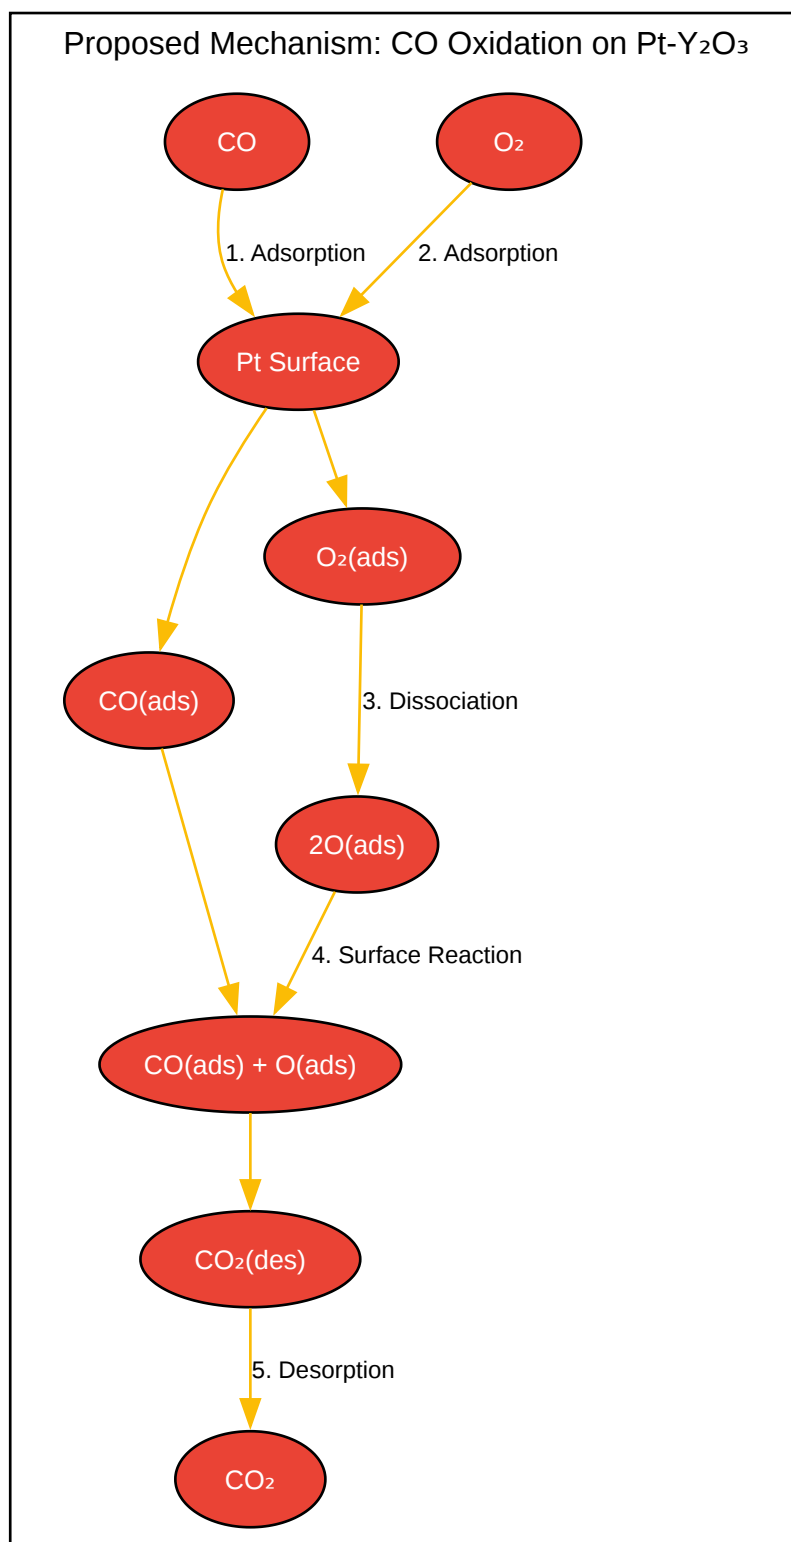 Proposed Mechanism: CO Oxidation on Pt-Y₂O₃
CO
O₂
1. Adsorption
2. Adsorption
Pt Surface
O₂(ads)
CO(ads)
3. Dissociation
2O(ads)
4. Surface Reaction
CO(ads) + O(ads)
CO₂(des)
5. Desorption
CO₂